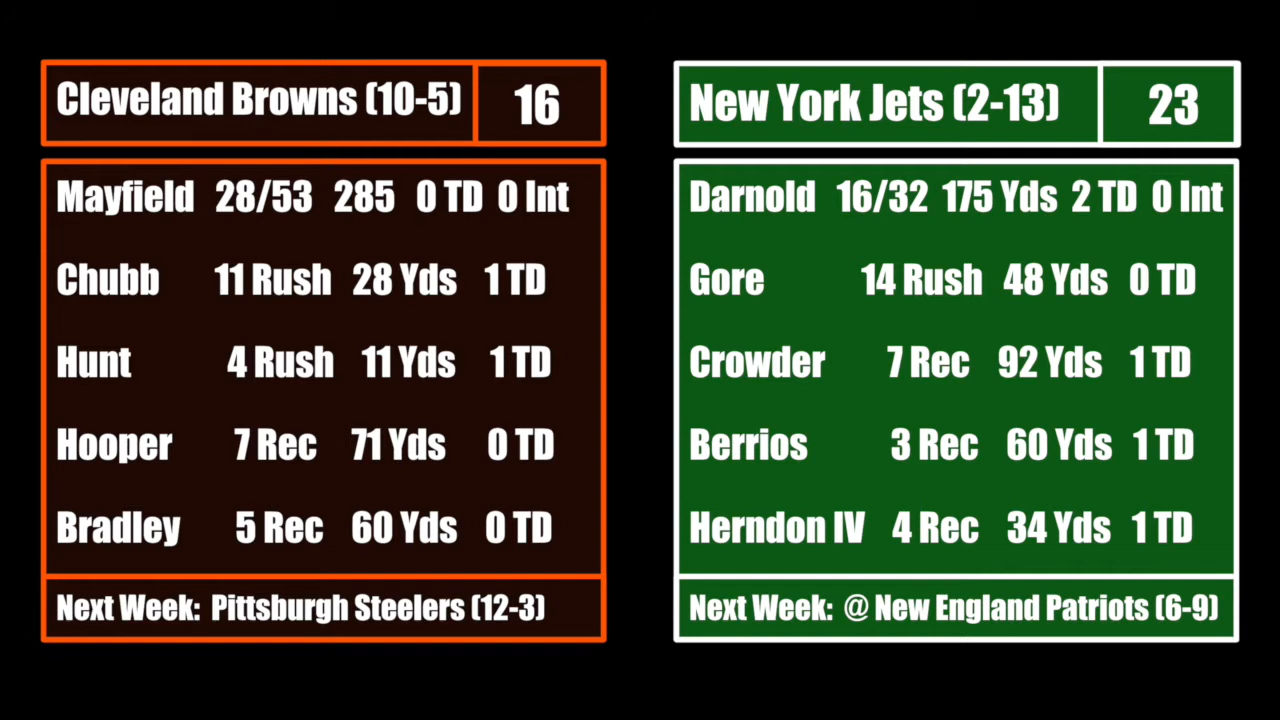 Cleveland Browns (10-5) 16
Mayfield 28/53 285 0 TD 0 Int
Chubb 11 Rush 28 Yds 1 TD
Hunt 4 Rush 11 Yds 1 TD
Hooper 7 Rec 71 Yds 0 TD
Bradley 5 Rec 60 Yds 0 TD
Next Week: Pittsburgh Steelers (12-3)
New York Jets (2-13) 23
Darnold 16/32 175 Yds 2 TD 0 Int
Gore 14 Rush 48 Yds 0 TD
Crowder 7 Rec 92 Yds 1 TD
Berrios 3 Rec 60 Yds 1 TD
Herndon IV 4 Rec 34 Yds 1 TD
Next Week: @ New England Patriots (6-9)